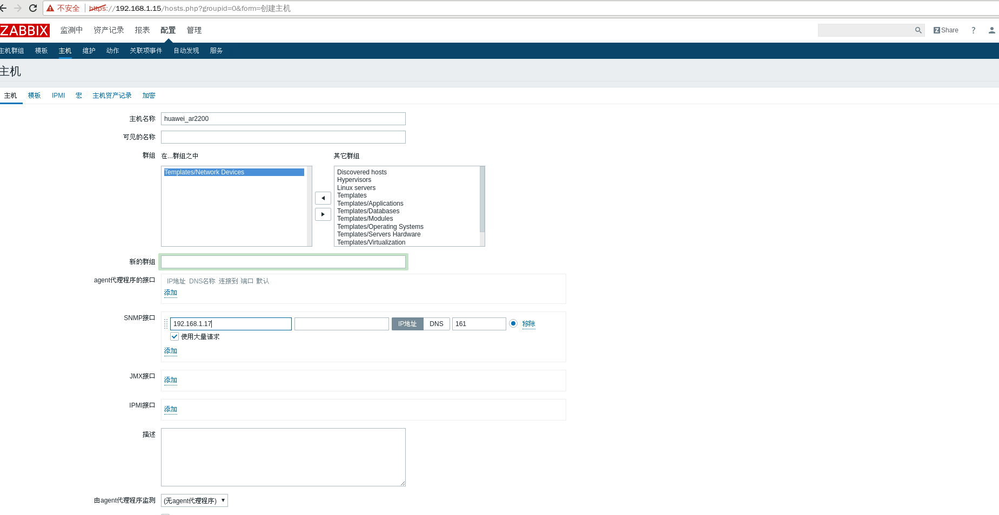 不安全 https://192.168.1.15/hosts.php?groupid=0&form=创建主机
ZABBIX 监测中 资产记录 报表 配置 管理 Z Share ?
主机群组 模板 主机 维护 动作 关联项事件 自动发现 服务
主机
主机 模板 IPMI 宏 主机资产记录 加密
主机名称 huawei_ar2200
可见的名称
群组 在...群组之中 其它群组
Templates/Network Devices
Discovered hosts
Hypervisors
Linux servers
Templates
Templates/Applications
Templates/Databases
Templates/Modules
Templates/Operating Systems
Templates/Servers Hardware
Templates/Virtualization
新的群组
agent代理程序的接口 IP地址 DNS名称 连接到 端口 默认
添加
SNMP接口 192.168.1.17 IP地址 DNS 161 移除
使用大量请求
添加
JMX接口 添加
IPMI接口 添加
描述
由agent代理程序监测 (无agent代理程序)